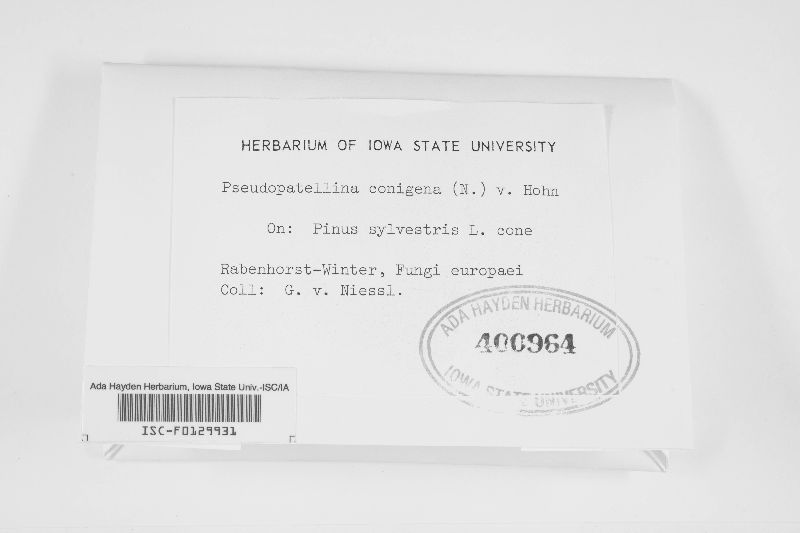 HERBARIUM OF IOWA STATE UNIVERSITY
Pseudopatellina conigena (N.) v. Hohn
On: Pinus sylvestris L. cone
Rabenhorst-Winter, Fungi europaei
Coll: G. v. Niessl.
ADA HAYDEN HERBARIUM
400964
IOWA STATE UNIVERSITY
Ada Hayden Herbarium, Iowa State Univ.-ISC/IA
ISC-F0129931